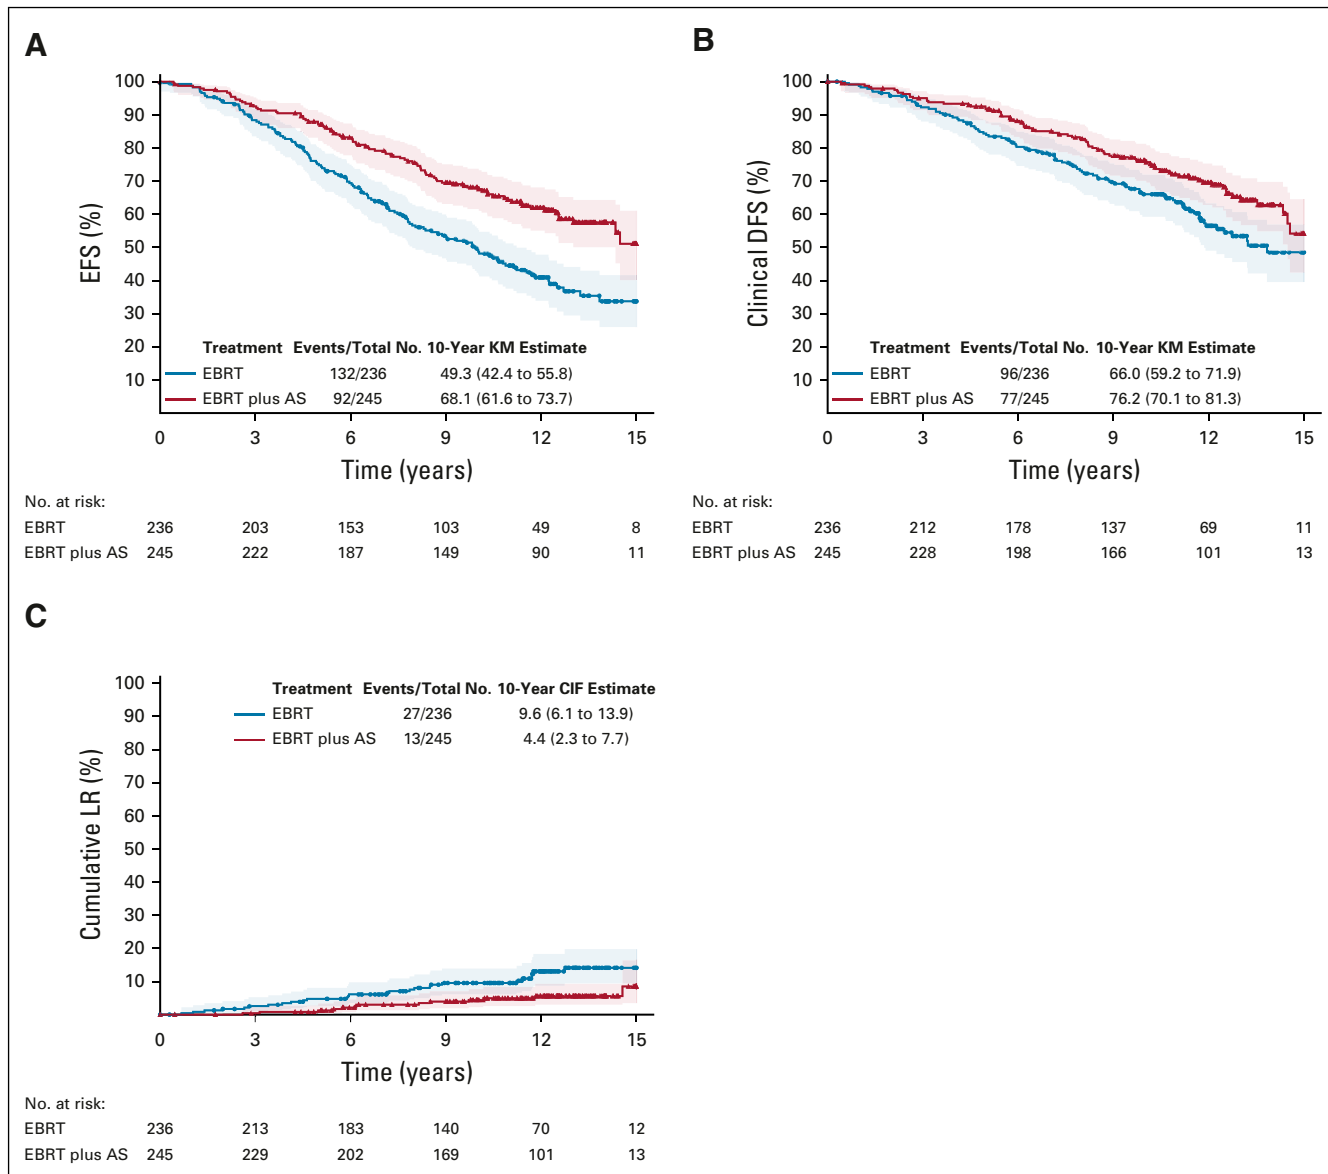 A
EFS (%)
100
90
80
70
60
50
40
30
20
10
Treatment Events/Total No. 10-Year KM Estimate
EBRT 132/236 49.3 (42.4 to 55.8)
EBRT plus AS 92/245 68.1 (61.6 to 73.7)
0 3 6 9 12 15
Time (years)
No. at risk:
EBRT 236 203 153 103 49 8
EBRT plus AS 245 222 187 149 90 11
B
Clinical DFS (%)
100
90
80
70
60
50
40
30
20
10
Treatment Events/Total No. 10-Year KM Estimate
EBRT 96/236 66.0 (59.2 to 71.9)
EBRT plus AS 77/245 76.2 (70.1 to 81.3)
0 3 6 9 12 15
Time (years)
No. at risk:
EBRT 236 212 178 137 69 11
EBRT plus AS 245 228 198 166 101 13
C
Cumulative LR (%)
100
90
80
70
60
50
40
30
20
10
Treatment Events/Total No. 10-Year CIF Estimate
EBRT 27/236 9.6 (6.1 to 13.9)
EBRT plus AS 13/245 4.4 (2.3 to 7.7)
0 3 6 9 12 15
Time (years)
No. at risk:
EBRT 236 213 183 140 70 12
EBRT plus AS 245 229 202 169 101 13